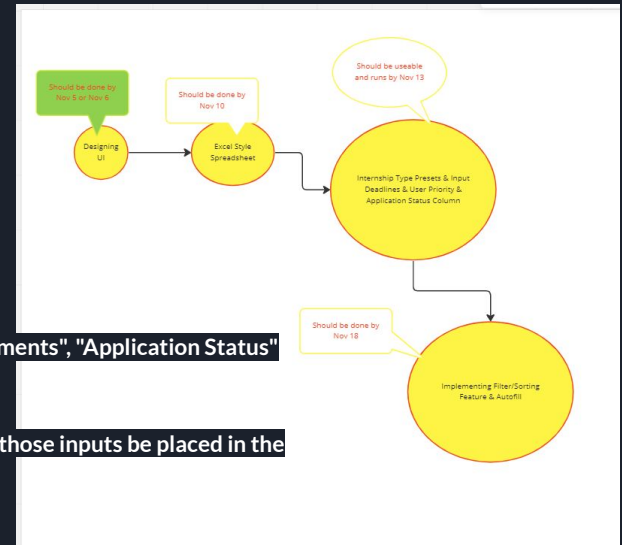 Should be done by
Nov 5 or Nov 6
Should be done by
Nov 10
Should be useable
and runs by Nov 13
Designing
UI
Excel Style
Spreadsheet
Internship Type Presets & Input
Deadlines & User Priority &
Application Status Column
Should be done by
Nov 18
ments", "Application Status"
Implementing Filter/Sorting
Feature & Autofill
those inputs be placed in the